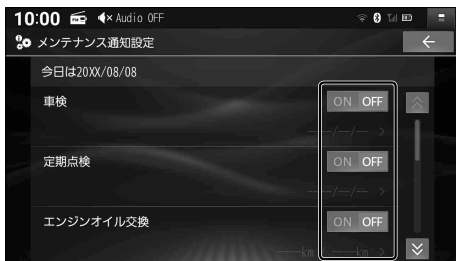 10:00 Audio OFF
メンテナンス通知設定
今日は20XX/08/08
車検 ON OFF
--/--/--
定期点検 ON OFF
--/--/--
エンジンオイル交換 ON OFF
----km ----km